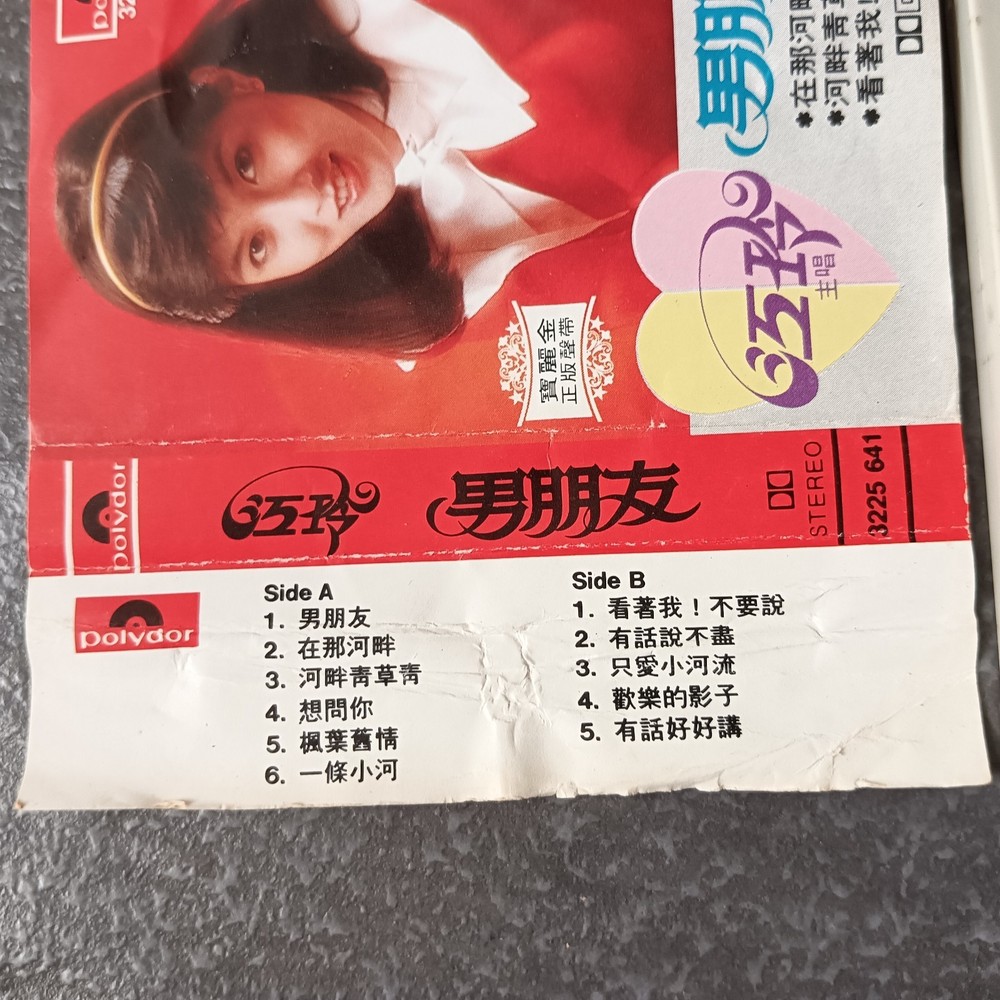 po
32
男朋
*在那河畔
*河畔青草
*看著我!
江玲
主唱
寶麗金
正版聲帶
polydor
江玲
男朋友
STEREO
3225 641
polydor
Side A
1. 男朋友
2. 在那河畔
3. 河畔青草青
4. 想問你
5. 楓葉舊情
6. 一條小河
Side B
1. 看著我!不要說
2. 有話說不盡
3. 只愛小河流
4. 歡樂的影子
5. 有話好好講